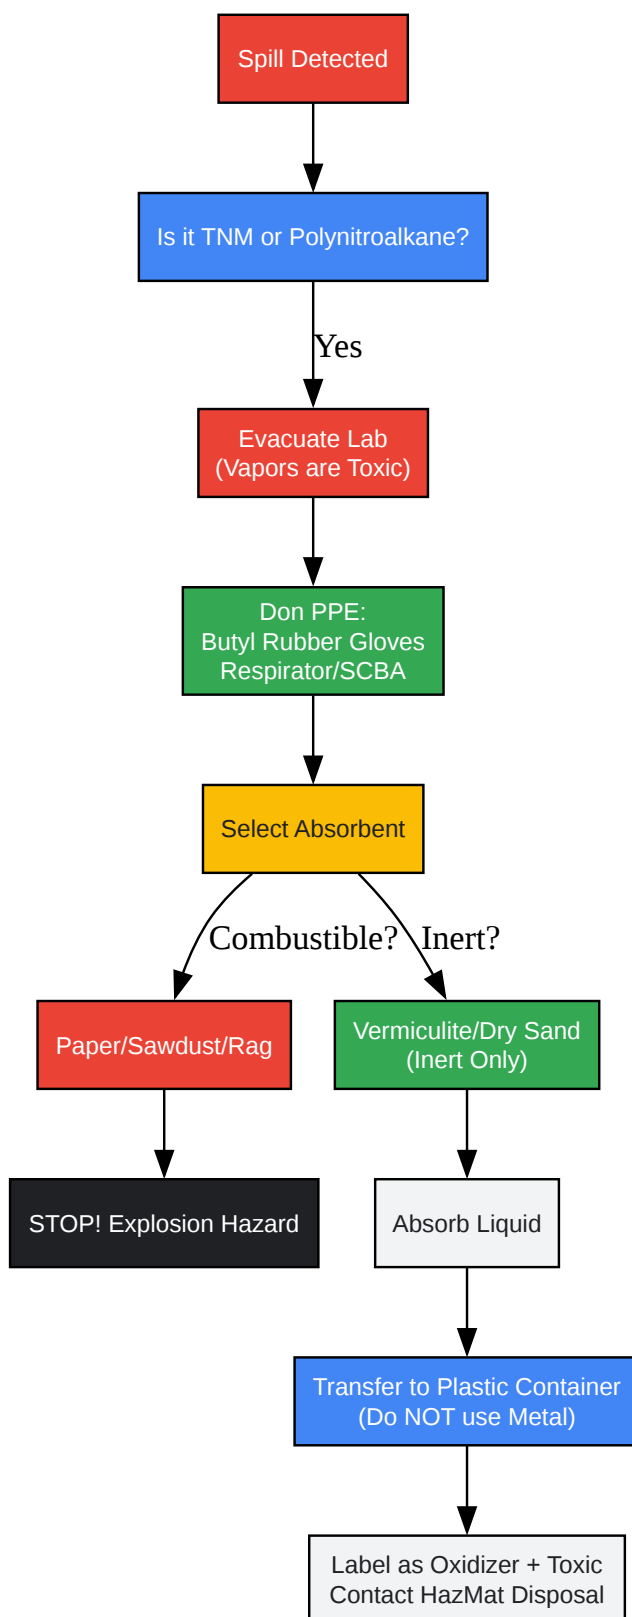 Spill Detected
Is it TNM or Polynitroalkane?
Yes
Evacuate Lab
(Vapors are Toxic)
Don PPE:
Butyl Rubber Gloves
Respirator/SCBA
Select Absorbent
Combustible?
Inert?
Paper/Sawdust/Rag
Vermiculite/Dry Sand
(Inert Only)
STOP! Explosion Hazard
Absorb Liquid
Transfer to Plastic Container
(Do NOT use Metal)
Label as Oxidizer + Toxic
Contact HazMat Disposal